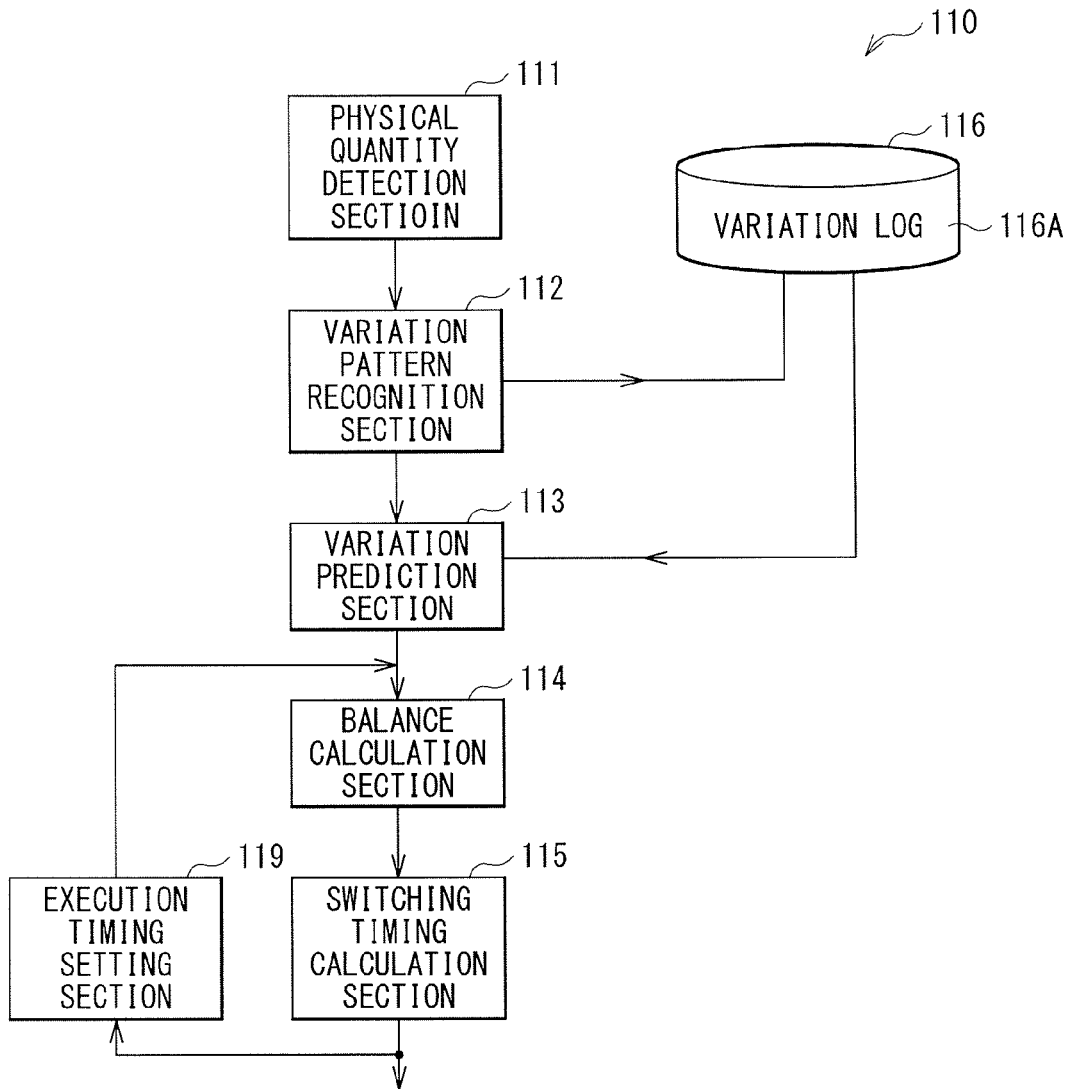 110
111
PHYSICAL
QUANTITY
DETECTION
SECTIOIN
116
VARIATION LOG
116A
112
VARIATION
PATTERN
RECOGNITION
SECTION
113
VARIATION
PREDICTION
SECTION
114
BALANCE
CALCULATION
SECTION
119
EXECUTION
TIMING
SETTING
SECTION
115
SWITCHING
TIMING
CALCULATION
SECTION